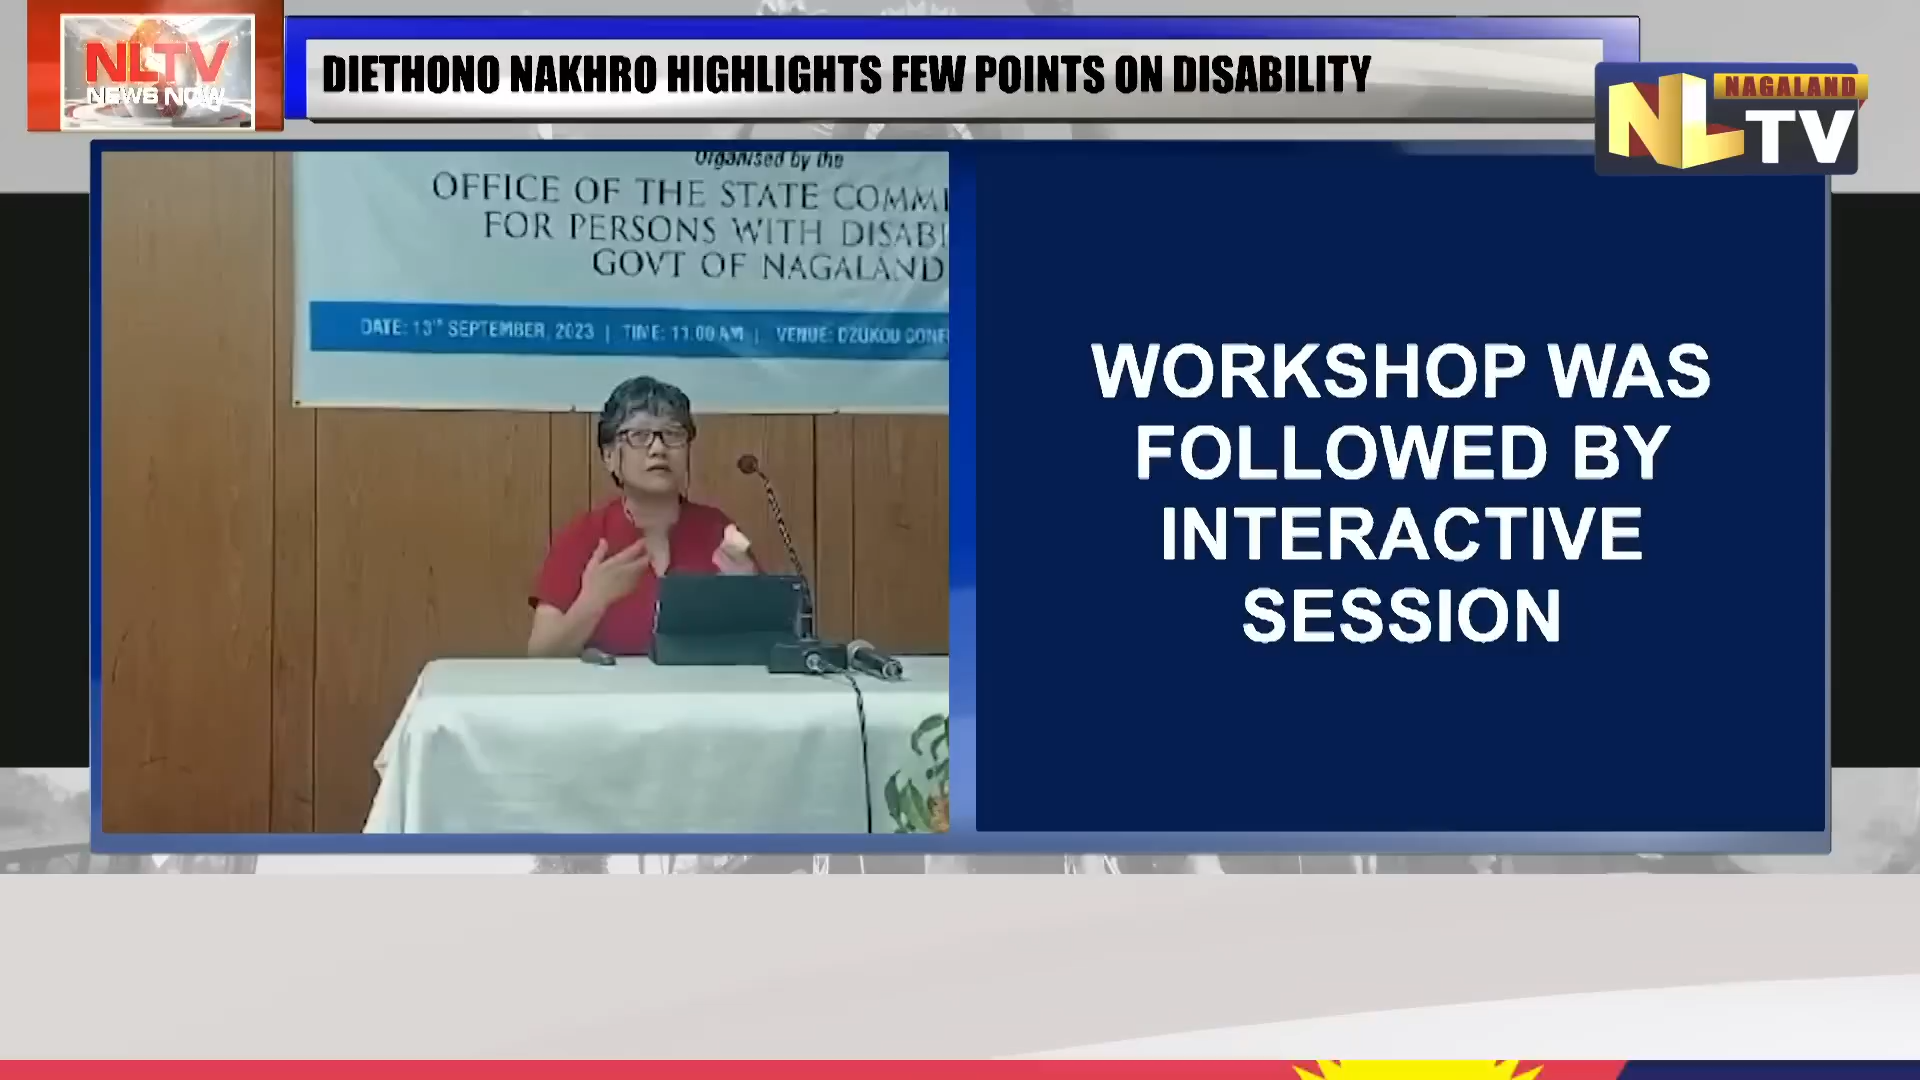 NLTV
NEWS NOW
DIETHONO NAKHRO HIGHLIGHTS FEW POINTS ON DISABILITY
NAGALAND
NLTV
Organised by the
OFFICE OF THE STATE COMMI
FOR PERSONS WITH DISABI
GOVT OF NAGALAND
DATE: 13TH SEPTEMBER, 2023 | TIME: 11.00 AM | VENUE: DZUKOU CONF
WORKSHOP WAS
FOLLOWED BY
INTERACTIVE
SESSION